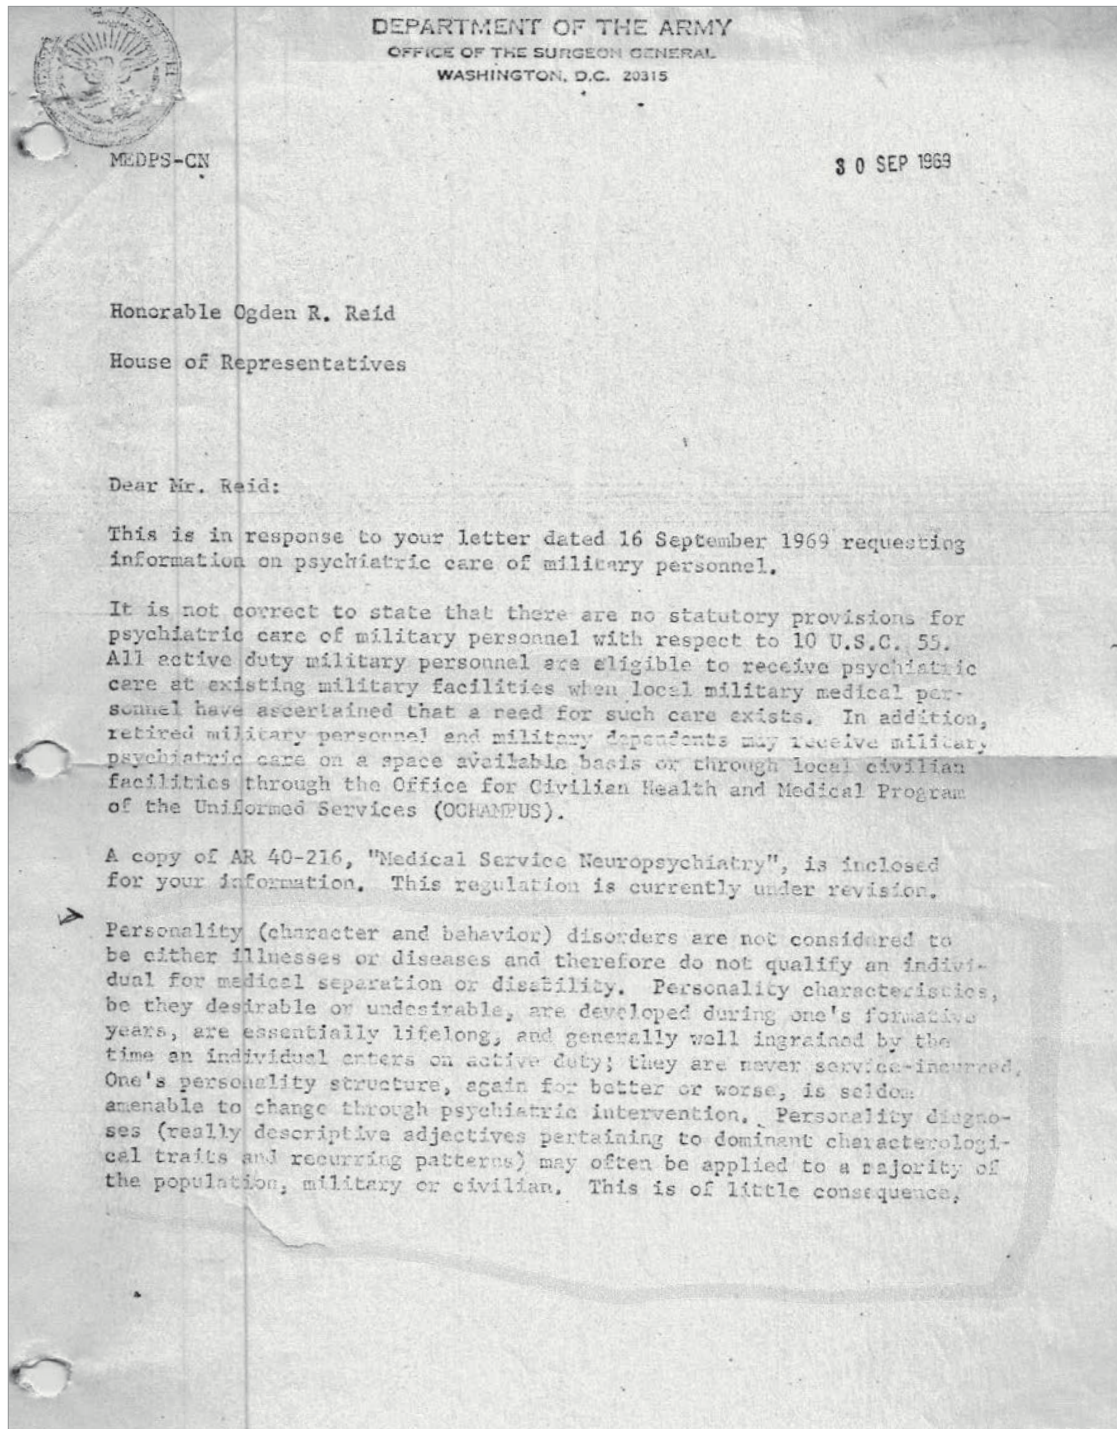 DEPARTMENT OF THE ARMY
OFFICE OF THE SURGEON GENERAL
WASHINGTON, D.C. 20315
MEDPS-CN
30 SEP 1969
Honorable Ogden R. Reid
House of Representatives
Dear Mr. Reid:
This is in response to your letter dated 16 September 1969 requesting
information on psychiatric care of military personnel.
It is not correct to state that there are no statutory provisions for
psychiatric care of military personnel with respect to 10 U.S.C. 55.
All active duty military personnel are eligible to receive psychiatric
care at existing military facilities when local military medical per-
sonnel have ascertained that a need for such care exists. In addition,
retired military personnel and military dependents may receive military
psychiatric care on a space available basis or through local civilian
facilities through the Office for Civilian Health and Medical Program
of the Uniformed Services (OCHAMPUS).
A copy of AR 40-216, "Medical Service Neuropsychiatry", is inclosed
for your information. This regulation is currently under revision.
Personality (character and behavior) disorders are not considered to
be either illnesses or diseases and therefore do not qualify an indivi-
dual for medical separation or disability. Personality characteristics,
be they desirable or undesirable, are developed during one's formative
years, are essentially lifelong, and generally well ingrained by the
time an individual enters on active duty; they are never service-incurred.
One's personality structure, again for better or worse, is seldom
amenable to change through psychiatric intervention. Personality diagno-
ses (really descriptive adjectives pertaining to dominant characterologi-
cal traits and recurring patterns) may often be applied to a majority of
the population, military or civilian. This is of little consequence,